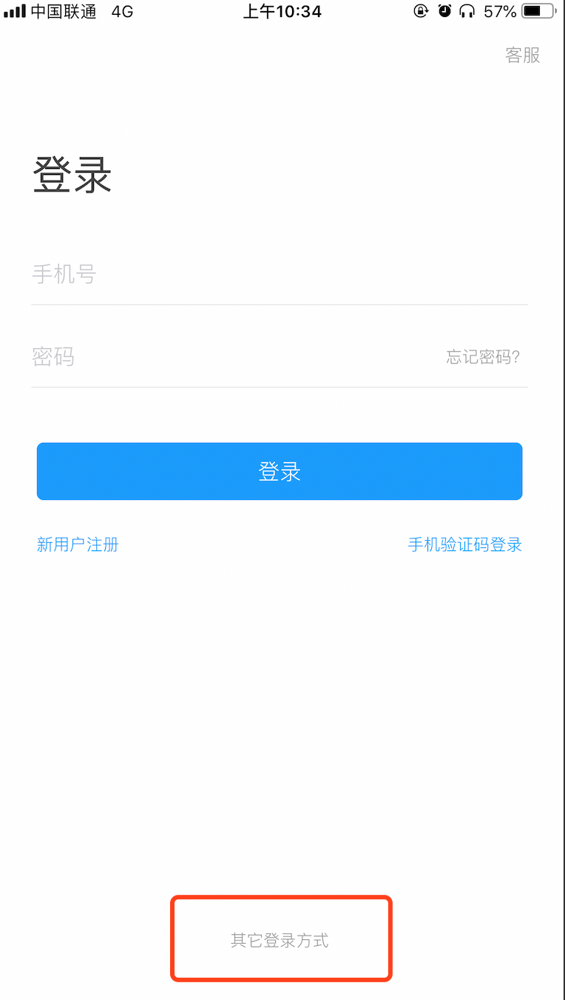 中国联通 4G 上午10:34 57%
客服
登录
手机号
密码 忘记密码?
登录
新用户注册 手机验证码登录
其它登录方式